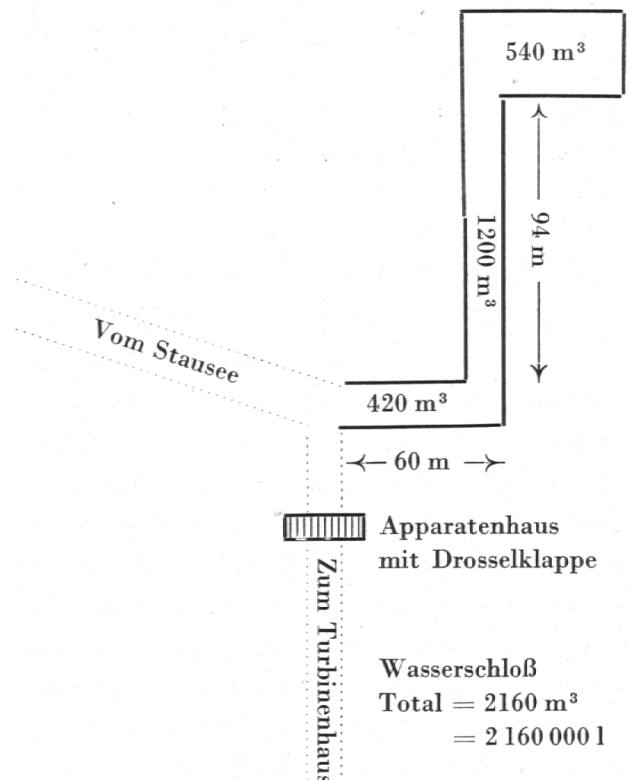 540 m³
94 m
1200 m³
Vom Stausee
420 m³
60 m
Apparatenhaus
mit Drosselklappe
Zum Turbinenhaus
Wasserschloß
Total = 2160 m³
= 2 160 000 l